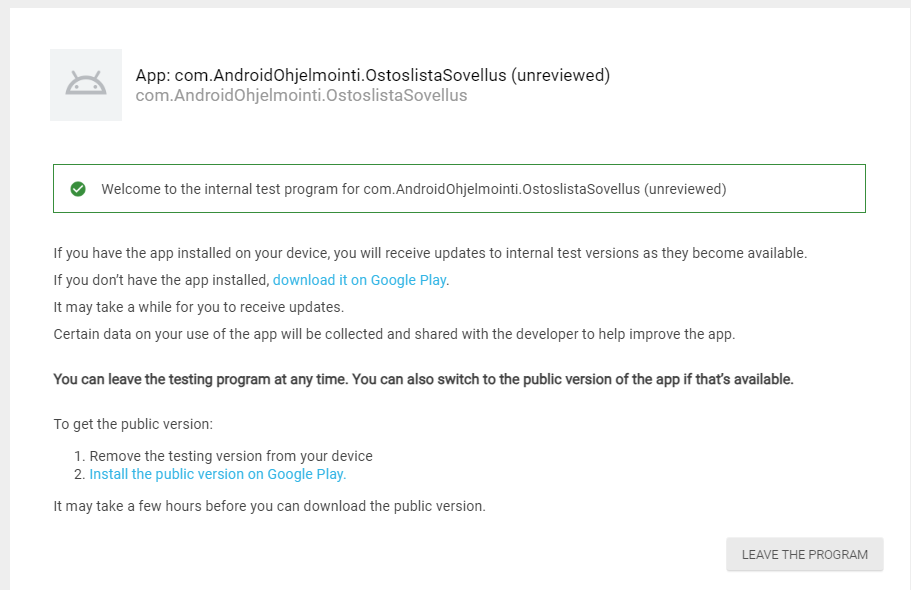 App: com.AndroidOhjelmointi.OstoslistaSovellus (unreviewed)
com.AndroidOhjelmointi.OstoslistaSovellus
Welcome to the internal test program for com.AndroidOhjelmointi.OstoslistaSovellus (unreviewed)
If you have the app installed on your device, you will receive updates to internal test versions as they become available.
If you don’t have the app installed, download it on Google Play.
It may take a while for you to receive updates.
Certain data on your use of the app will be collected and shared with the developer to help improve the app.
You can leave the testing program at any time. You can also switch to the public version of the app if that’s available.
To get the public version:
1. Remove the testing version from your device
2. Install the public version on Google Play.
It may take a few hours before you can download the public version.
LEAVE THE PROGRAM